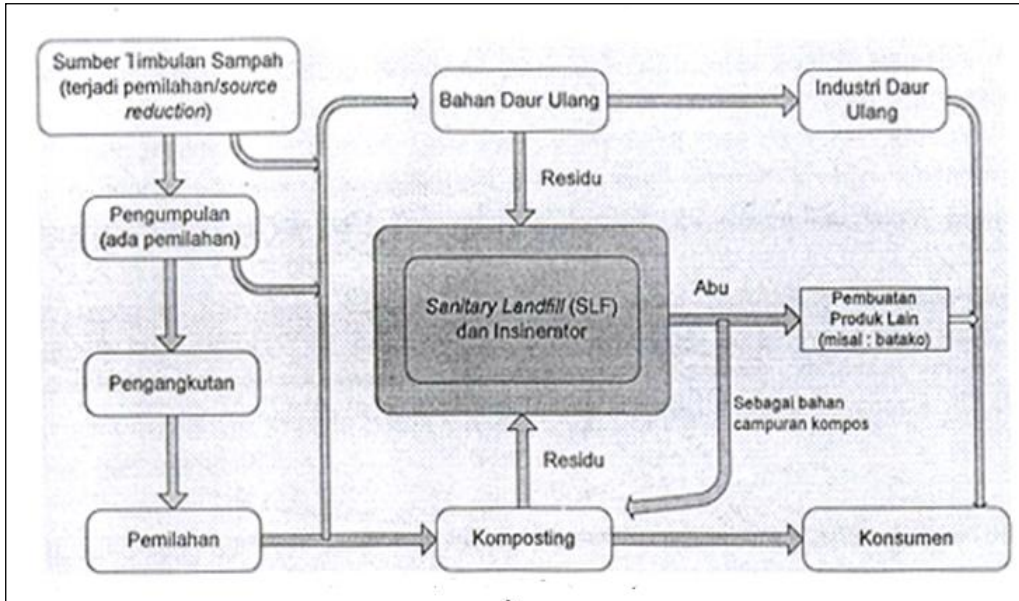 Sumber Timbulan Sampah
(terjadi pemilahan/source
reduction)
Bahan Daur Ulang
Industri Daur
Ulang
Residu
Pengumpulan
(ada pemilahan)
Sanitary Landfill (SLF)
dan Insinerator
Abu
Pembuatan
Produk Lain
(misal : batako)
Pengangkutan
Sebagai bahan
campuran kompos
Residu
Pemilahan
Komposting
Konsumen